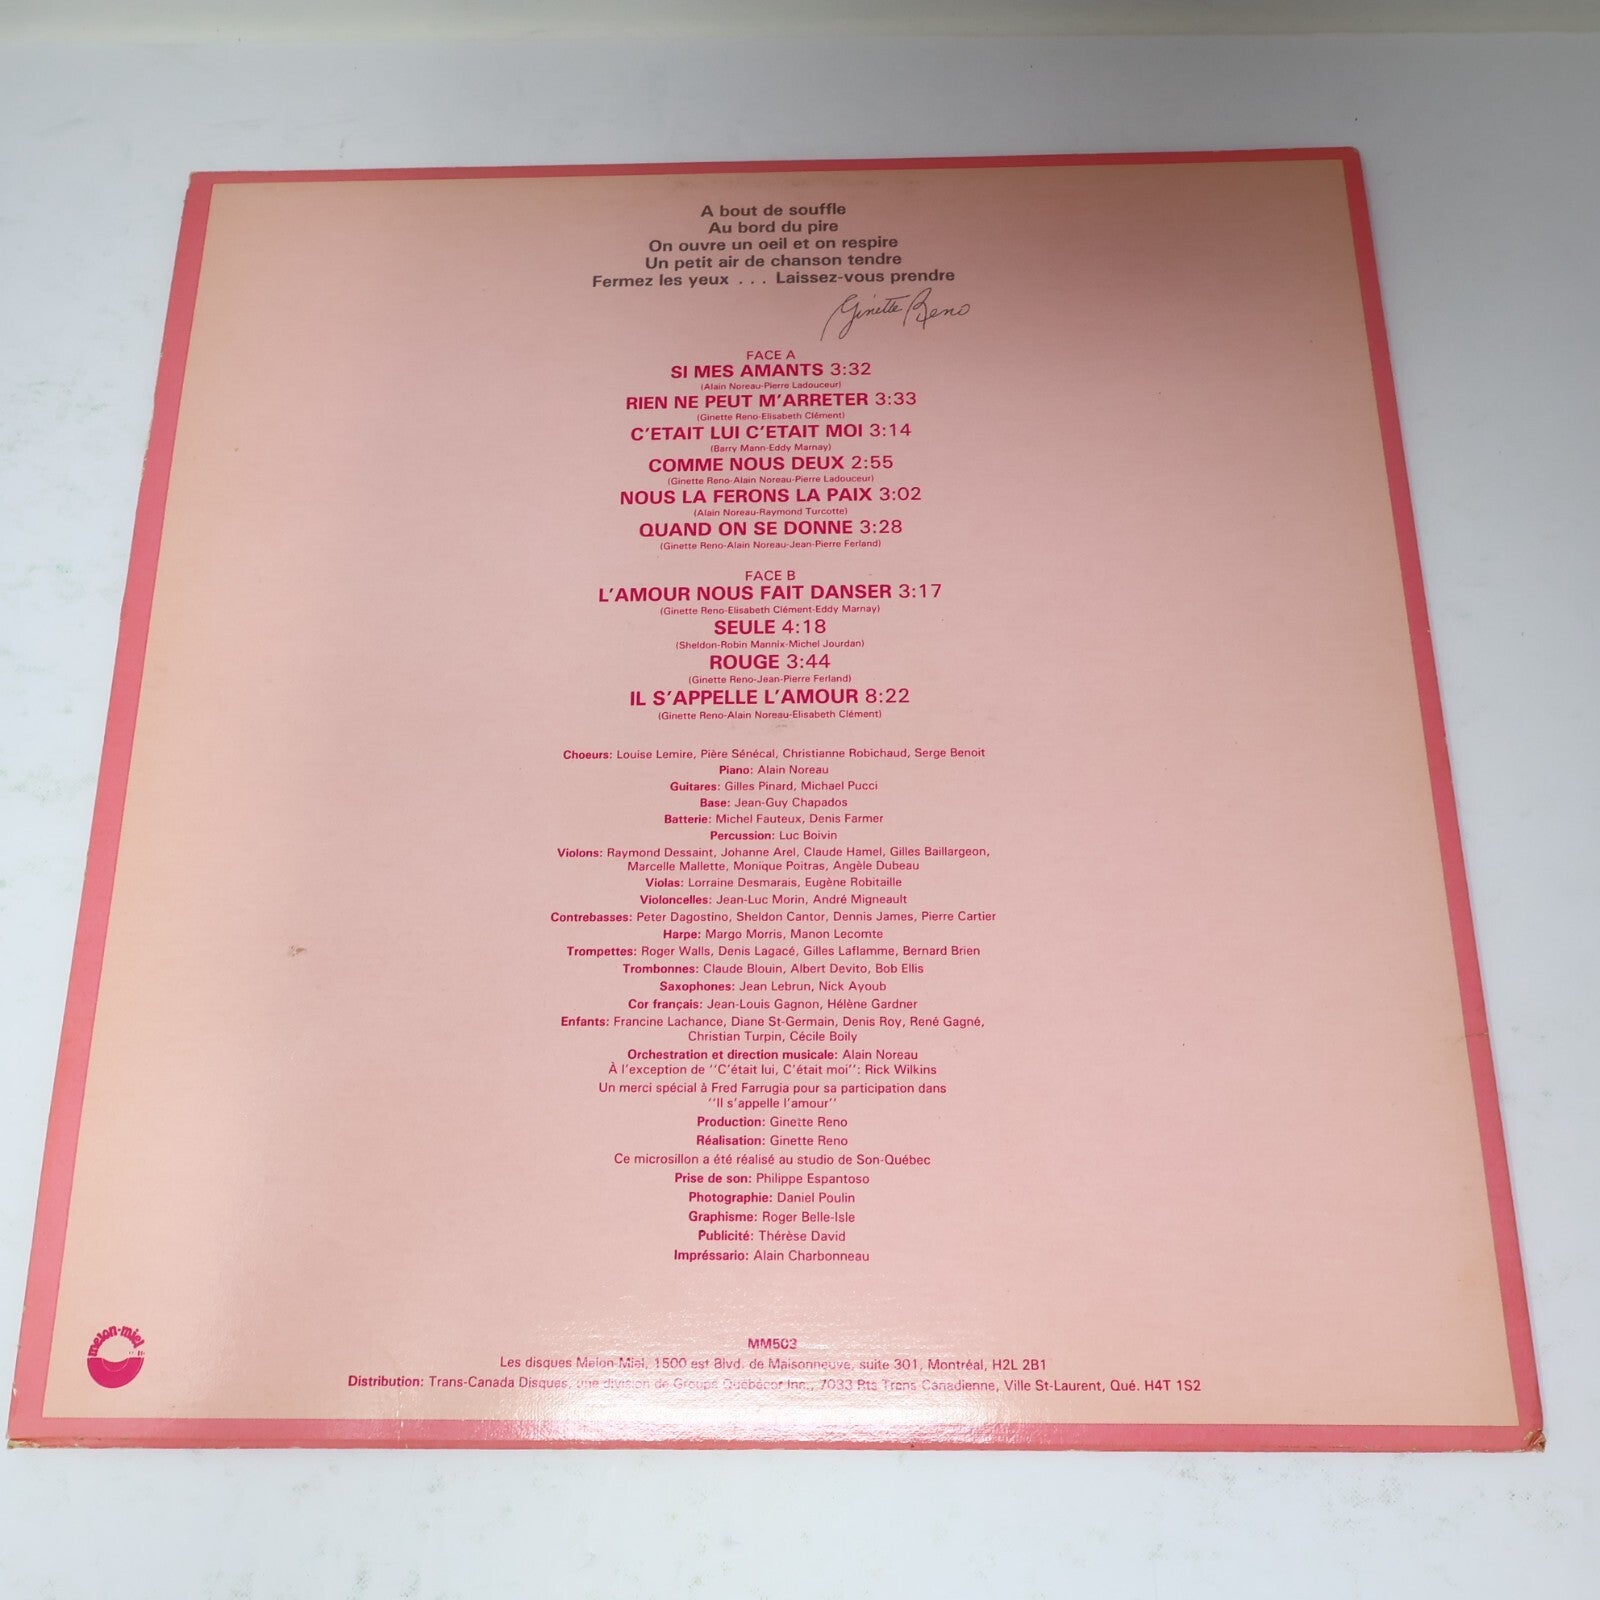 A bout de souffle
Au bord du pire
On ouvre un oeil et on respire
Un petit air de chanson tendre
Fermez les yeux . . . Laissez-vous prendre
Ginette Reno
FACE A
SI MES AMANTS 3:32
(Alain Noreau-Pierre Ladouceur)
RIEN NE PEUT M'ARRETER 3:33
(Ginette Reno-Elisabeth Clément)
C'ETAIT LUI C'ETAIT MOI 3:14
(Barry Mann-Eddy Marnay)
COMME NOUS DEUX 2:55
(Ginette Reno-Alain Noreau-Pierre Ladouceur)
NOUS LA FERONS LA PAIX 3:02
(Alain Noreau-Raymond Turcotte)
QUAND ON SE DONNE 3:28
(Ginette Reno-Alain Noreau-Jean-Pierre Ferland)
FACE B
L'AMOUR NOUS FAIT DANSER 3:17
(Ginette Reno-Elisabeth Clément-Eddy Marnay)
SEULE 4:18
(Sheldon-Robin Mannix-Michel Jourdan)
ROUGE 3:44
(Ginette Reno-Jean-Pierre Ferland)
IL S'APPELLE L'AMOUR 8:22
(Ginette Reno-Alain Noreau-Elisabeth Clément)
Choeurs: Louise Lemire, Pière Sénécal, Christianne Robichaud, Serge Benoit
Piano: Alain Noreau
Guitares: Gilles Pinard, Michael Pucci
Base: Jean-Guy Chapados
Batterie: Michel Fauteux, Denis Farmer
Percussion: Luc Boivin
Violons: Raymond Dessaint, Johanne Arel, Claude Hamel, Gilles Baillargeon,
Marcelle Mallette, Monique Poitras, Angèle Dubeau
Violas: Lorraine Desmarais, Eugène Robitaille
Violoncelles: Jean-Luc Morin, André Migneault
Contrebasses: Peter Dagostino, Sheldon Cantor, Dennis James, Pierre Cartier
Harpe: Margo Morris, Manon Lecomte
Trompettes: Roger Walls, Denis Lagacé, Gilles Laflamme, Bernard Brien
Trombonnes: Claude Blouin, Albert Devito, Bob Ellis
Saxophones: Jean Lebrun, Nick Ayoub
Cor français: Jean-Louis Gagnon, Hélène Gardner
Enfants: Francine Lachance, Diane St-Germain, Denis Roy, René Gagné,
Christian Turpin, Cécile Boily
Orchestration et direction musicale: Alain Noreau
À l'exception de ''C'était lui, C'était moi'': Rick Wilkins
Un merci spécial à Fred Farrugia pour sa participation dans
''Il s'appelle l'amour''
Production: Ginette Reno
Réalisation: Ginette Reno
Ce microsillon a été réalisé au studio de Son-Québec
Prise de son: Philippe Espantoso
Photographie: Daniel Poulin
Graphisme: Roger Belle-Isle
Publicité: Thérèse David
Impréssario: Alain Charbonneau
melon-miel
MM503
Les disques Melon-Miel, 1500 est Blvd. de Maisonneuve, suite 301, Montréal, H2L 2B1
Distribution: Trans-Canada Disques, une division de Groupe Québécor Inc., 7033 Rte Trans Canadienne, Ville St-Laurent, Qué. H4T 1S2